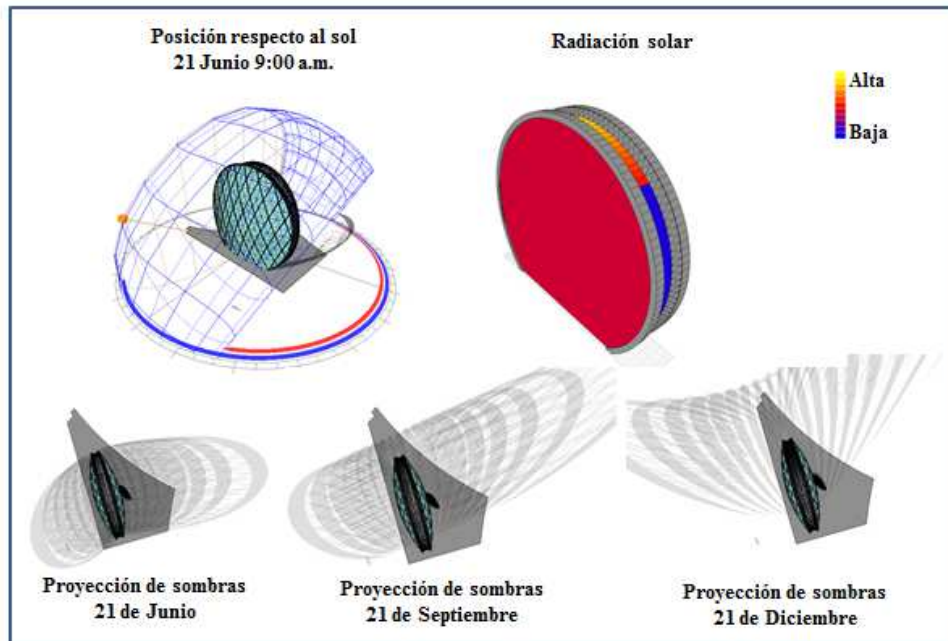 Posición respecto al sol
21 Junio 9:00 a.m.
Radiación solar
Alta
Baja
Proyección de sombras
21 de Junio
Proyección de sombras
21 de Septiembre
Proyección de sombras
21 de Diciembre